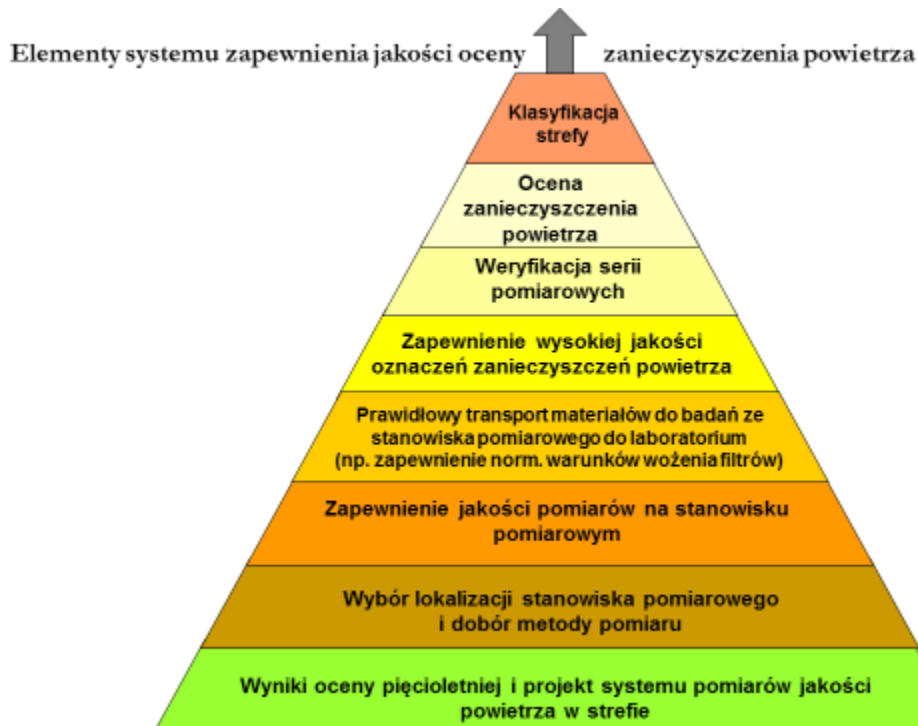 Elementy systemu zapewnienia jakości oceny zanieczyszczenia powietrza
Klasyfikacja
strefy
Ocena
zanieczyszczenia
powietrza
Weryfikacja serii
pomiarowych
Zapewnienie wysokiej jakości
oznaczeń zanieczyszczeń powietrza
Prawidłowy transport materiałów do badań ze
stanowiska pomiarowego do laboratorium
(np. zapewnienie norm. warunków wożenia filtrów)
Zapewnienie jakości pomiarów na stanowisku
pomiarowym
Wybór lokalizacji stanowiska pomiarowego
i dobór metody pomiaru
Wyniki oceny pięcioletniej i projekt systemu pomiarów jakości
powietrza w strefie